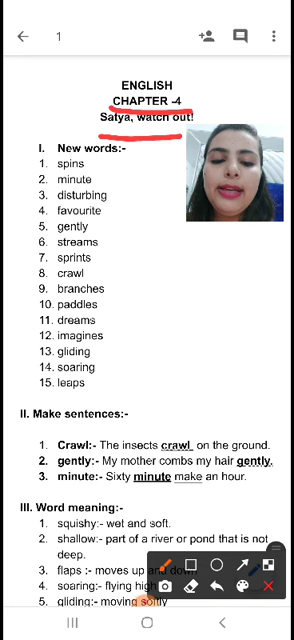 1
ENGLISH
CHAPTER -4
Satya, watch out!
I. New words:-
1. spins
2. minute
3. disturbing
4. favourite
5. gently
6. streams
7. sprints
8. crawl
9. branches
10. paddles
11. dreams
12. imagines
13. gliding
14. soaring
15. leaps
II. Make sentences:-
1. Crawl:- The insects crawl on the ground.
2. gently:- My mother combs my hair gently.
3. minute:- Sixty minute make an hour.
III. Word meaning:-
1. squishy:- wet and soft.
2. shallow:- part of a river or pond that is not
deep.
3. flaps :- moves up and down
4. soaring:- flying high
5. gliding:- moving softly